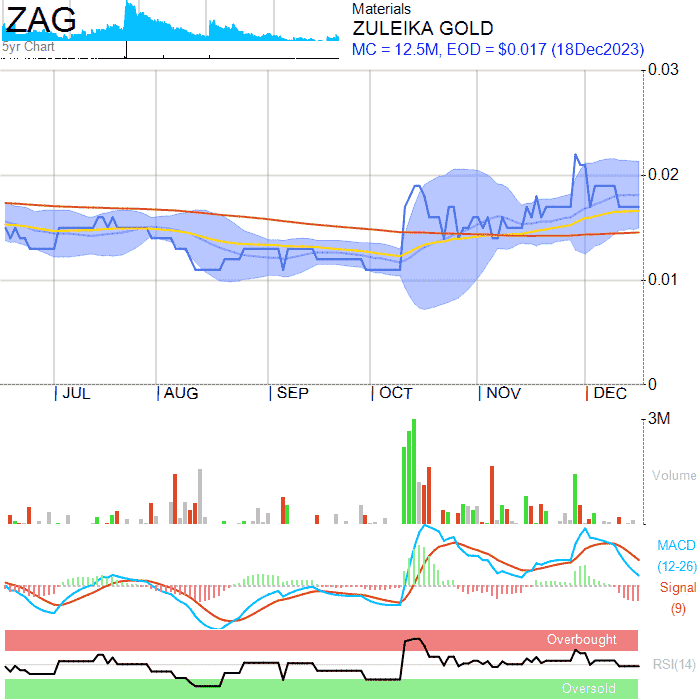 ZAG
5yr Chart
Materials
ZULEIKA GOLD
MC = 12.5M, EOD = $0.017 (18Dec2023)
0.03
0.02
0.01
0
JUL AUG SEP OCT NOV DEC
3M
Volume
MACD
(12-26)
Signal
(9)
Overbought
RSI(14)
Oversold